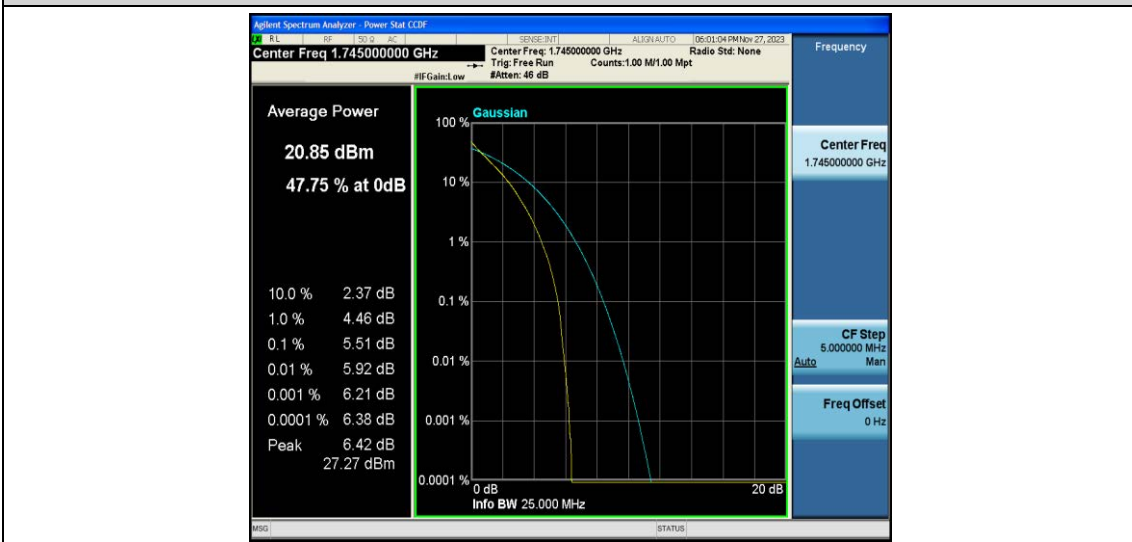 Agilent Spectrum Analyzer - Power Stat CCDF
RL RF 50 Ω AC SENSE:INT ALIGN AUTO 06:01:04 PM Nov 27, 2023
Center Freq 1.745000000 GHz
Center Freq: 1.745000000 GHz Radio Std: None
Trig: Free Run Counts:1.00 M/1.00 Mpt
#IFGain:Low #Atten: 46 dB
Frequency
Average Power
20.85 dBm
47.75 % at 0dB
10.0 % 2.37 dB
1.0 % 4.46 dB
0.1 % 5.51 dB
0.01 % 5.92 dB
0.001 % 6.21 dB
0.0001 % 6.38 dB
Peak 6.42 dB
27.27 dBm
Gaussian
100 %
10 %
1 %
0.1 %
0.01 %
0.001 %
0.0001 %
0 dB 20 dB
Info BW 25.000 MHz
Center Freq
1.745000000 GHz
CF Step
5.000000 MHz
Auto Man
Freq Offset
0 Hz
MSG STATUS